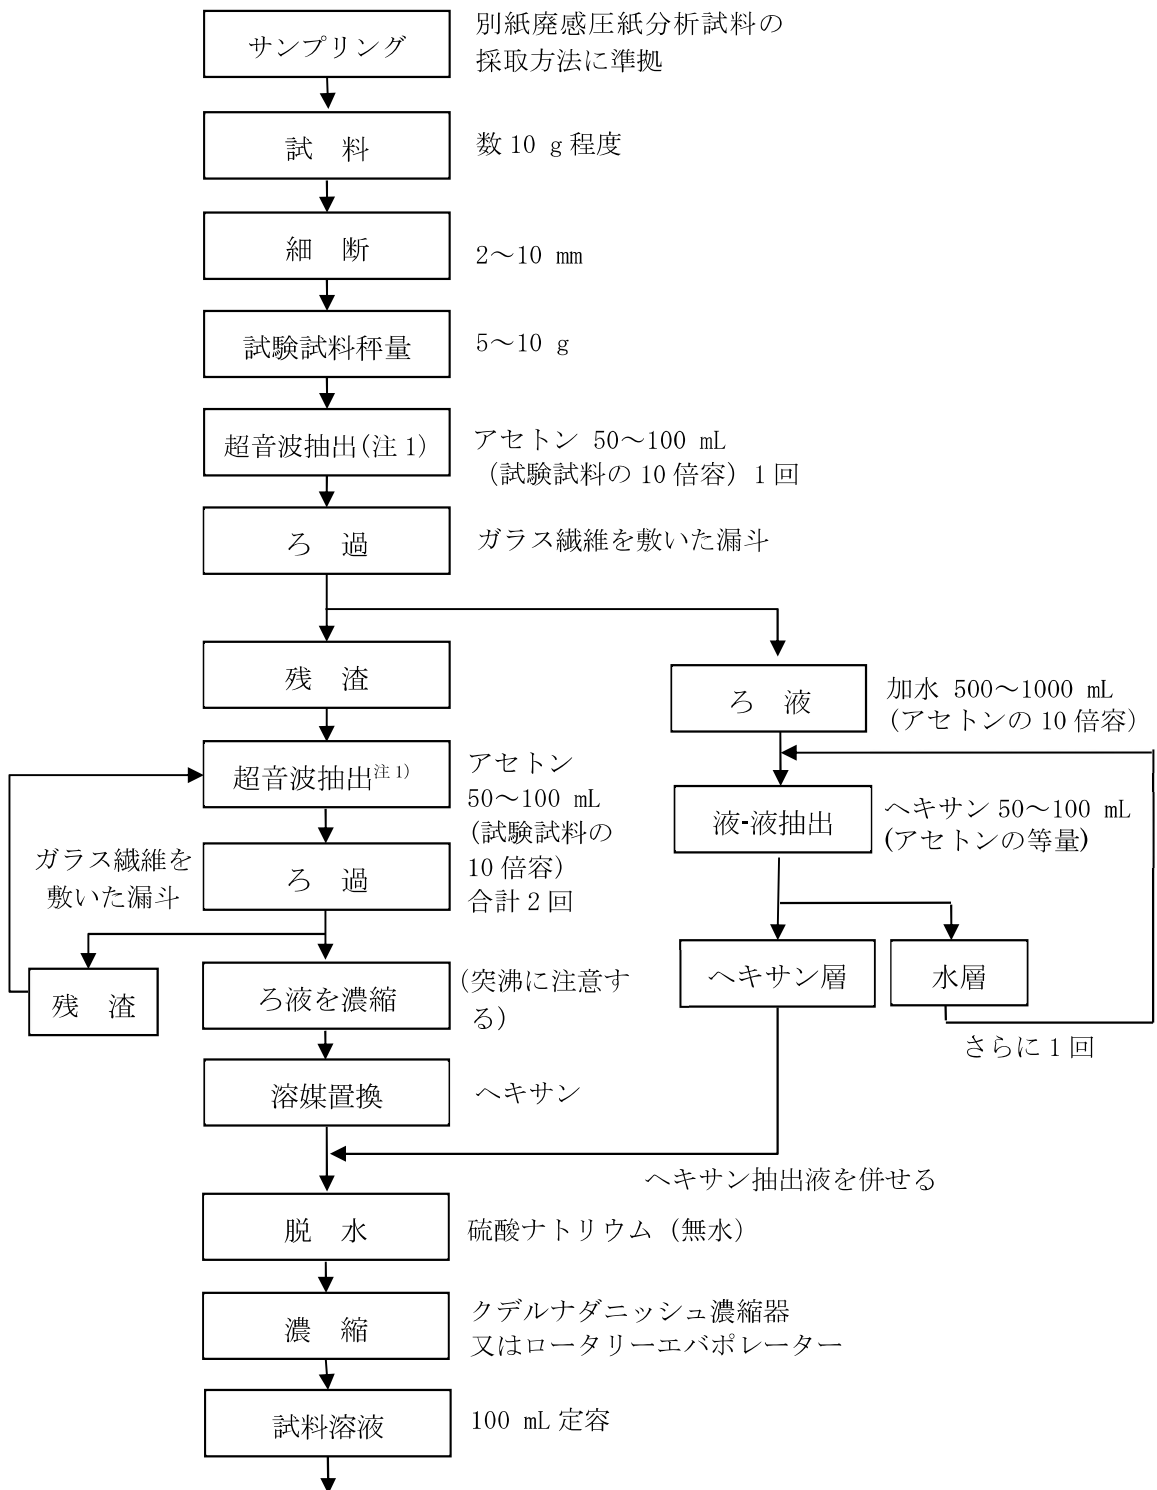 サンプリング
別紙廃感圧紙分析試料の
採取方法に準拠
試 料
数 10 g 程度
細 断
2～10 mm
試験試料秤量
5～10 g
超音波抽出(注 1)
アセトン 50～100 mL
（試験試料の 10 倍容）1 回
ろ 過
ガラス繊維を敷いた漏斗
残 渣
ろ 液
加水 500～1000 mL
（アセトンの 10 倍容）
超音波抽出注 1)
アセトン
50～100 mL
（試験試料の
10 倍容）
合計 2 回
液-液抽出
ヘキサン 50～100 mL
(アセトンの等量)
ガラス繊維を
敷いた漏斗
ろ 過
残 渣
ろ液を濃縮
(突沸に注意す
る)
ヘキサン層
水層
さらに 1 回
溶媒置換
ヘキサン
ヘキサン抽出液を併せる
脱 水
硫酸ナトリウム（無水）
濃 縮
クデルナダニッシュ濃縮器
又はロータリーエバポレーター
試料溶液
100 mL 定容